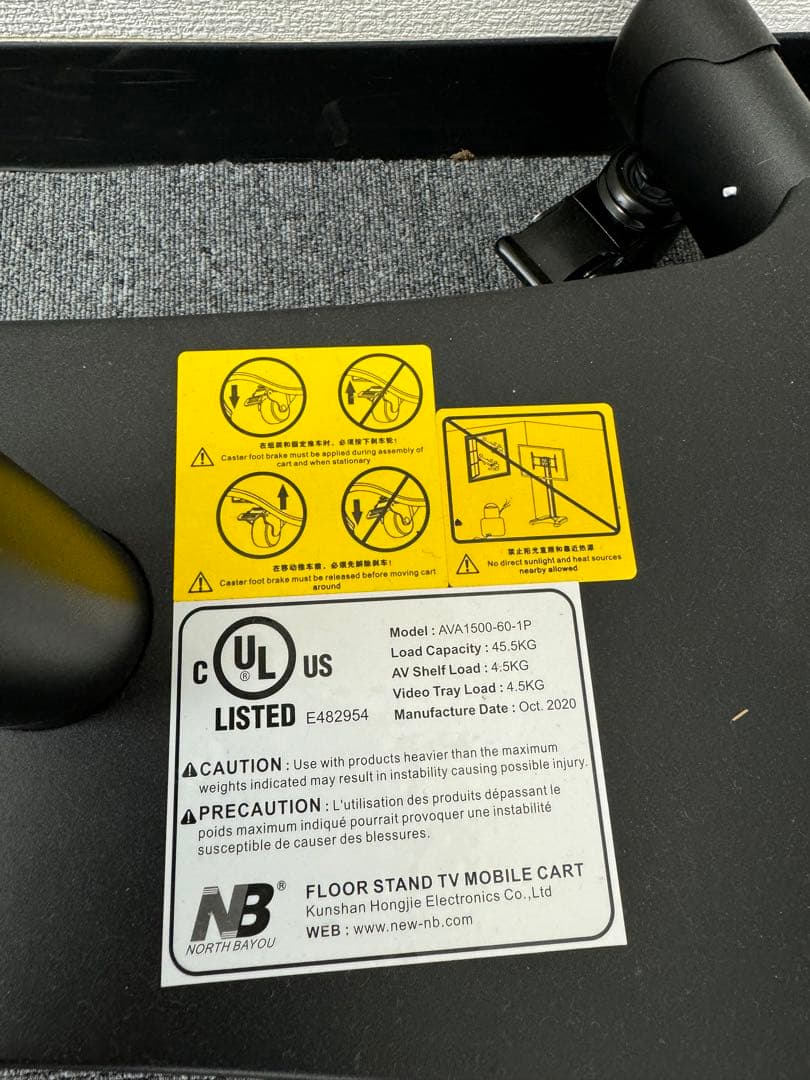 在组装和固定推车时，必须按下刹车轮！
Caster foot brake must be applied during assembly of
cart and when stationary
在移动推车前，必须先解除刹车！
Caster foot brake must be released before moving cart
around
禁止阳光直照和靠近热源
No direct sunlight and heat sources
nearby allowed
C UL ® US
LISTED E482954
Model : AVA1500-60-1P
Load Capacity : 45.5KG
AV Shelf Load : 4.5KG
Video Tray Load : 4.5KG
Manufacture Date : Oct. 2020
CAUTION : Use with products heavier than the maximum
weights indicated may result in instability causing possible injury.
PRECAUTION : L'utilisation des produits dépassant le
poids maximum indiqué pourrait provoquer une instabilité
susceptible de causer des blessures.
NB ®
NORTH BAYOU
FLOOR STAND TV MOBILE CART
Kunshan Hongjie Electronics Co.,Ltd
WEB : www.new-nb.com